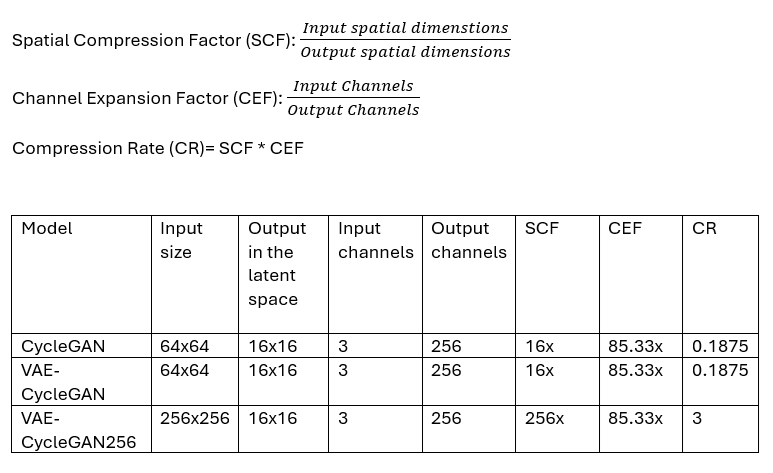 Spatial Compression Factor (SCF): Input spatial dimenstions / Output spatial dimensions
Channel Expansion Factor (CEF): Input Channels / Output Channels
Compression Rate (CR)= SCF * CEF
Model Input size Output in the latent space Input channels Output channels SCF CEF CR
CycleGAN 64x64 16x16 3 256 16x 85.33x 0.1875
VAE-CycleGAN 64x64 16x16 3 256 16x 85.33x 0.1875
VAE-CycleGAN256 256x256 16x16 3 256 256x 85.33x 3